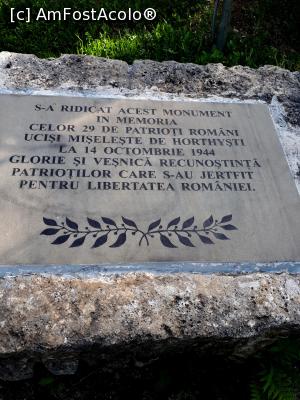 [c] AmFostAcolo®
S-A RIDICAT ACEST MONUMENT
IN MEMORIA
CELOR 29 DE PATRIOȚI ROMÂNI
UCIȘI MIȘELEȘTE DE HORTHYȘTI
LA 14 OCTOMBRIE 1944
GLORIE ȘI VEȘNICĂ RECUNOȘTINȚĂ
PATRIOȚILOR CARE S-AU JERTFIT
PENTRU LIBERTATEA ROMÂNIEI.